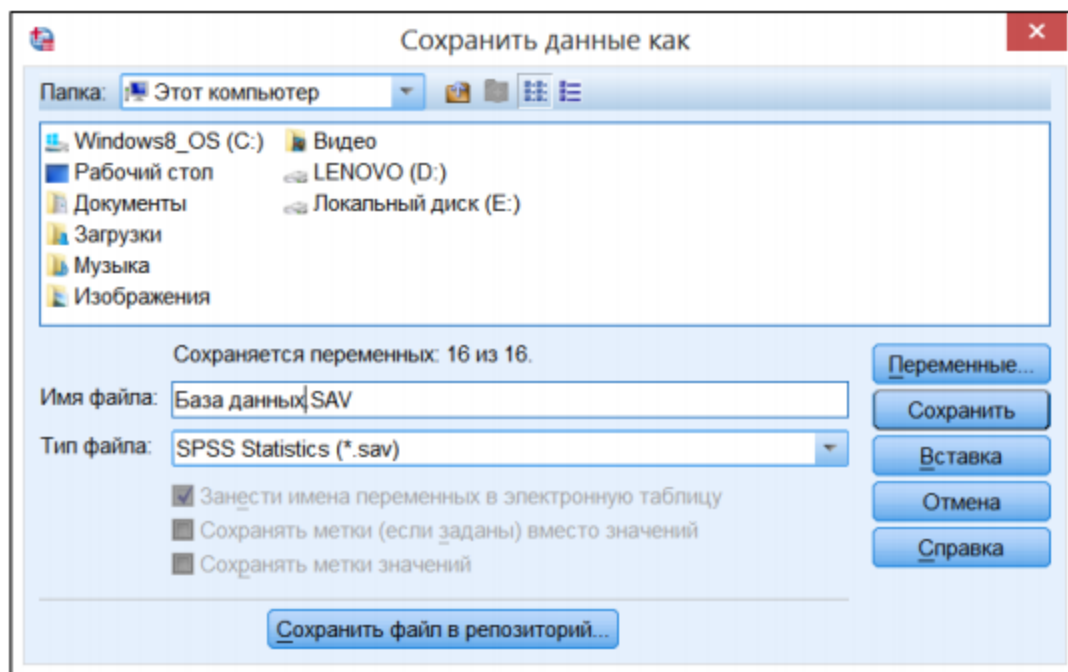 Сохранить данные как
Папка: Этот компьютер
Windows8_OS (C:)
Рабочий стол
Документы
Загрузки
Музыка
Изображения
Видео
LENOVO (D:)
Локальный диск (E:)
Сохраняется переменных: 16 из 16.
Имя файла: База данных SAV
Тип файла: SPSS Statistics (*.sav)
Занести имена переменных в электронную таблицу
Сохранять метки (если заданы) вместо значений
Сохранять метки значений
Переменные...
Сохранить
Вставка
Отмена
Справка
Сохранить файл в репозиторий...